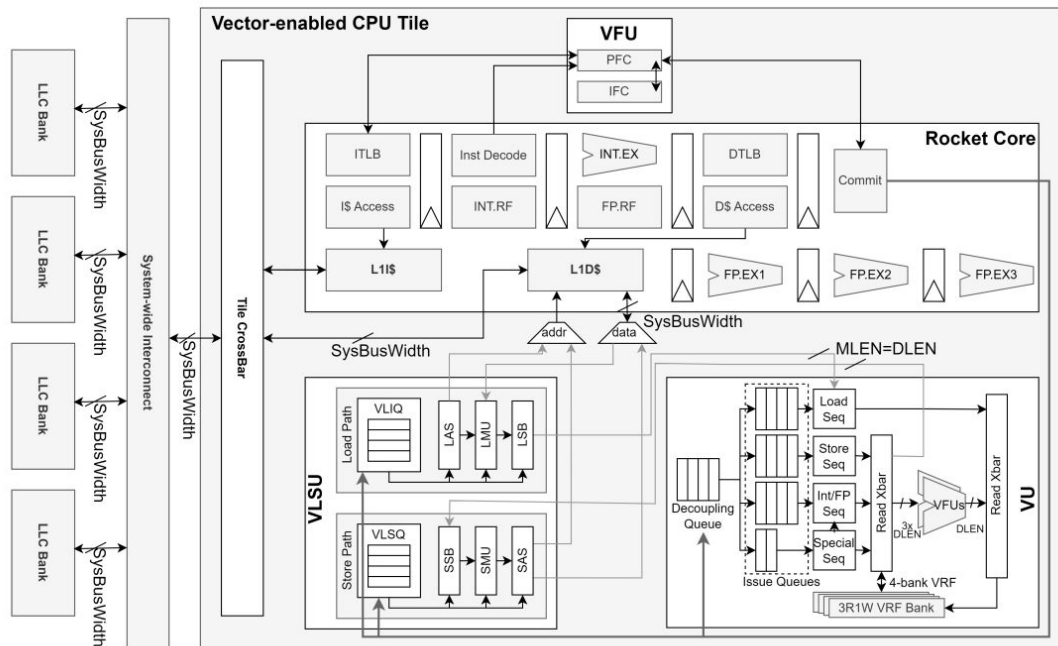 Vector-enabled CPU Tile
VFU
PFC
IFC
LLC Bank
SysBusWidth
LLC Bank
SysBusWidth
LLC Bank
SysBusWidth
LLC Bank
SysBusWidth
System-wide Interconnect
SysBusWidth
Tile CrossBar
Rocket Core
ITLB
Inst Decode
INT.EX
DTLB
Commit
I$ Access
INT.RF
FP.RF
D$ Access
L1I$
L1D$
FP.EX1
FP.EX2
FP.EX3
SysBusWidth
SysBusWidth
addr
data
MLEN=DLEN
VLSU
Load Path
VLIQ
LAS
LMU
LSB
Store Path
VLSQ
SSB
SMU
SAS
VU
Decoupling
Queue
Issue Queues
Load
Seq
Store
Seq
Int/FP
Seq
Special
Seq
Read Xbar
3x
DLEN
VFUs
DLEN
Read Xbar
4-bank VRF
3R1W VRF Bank